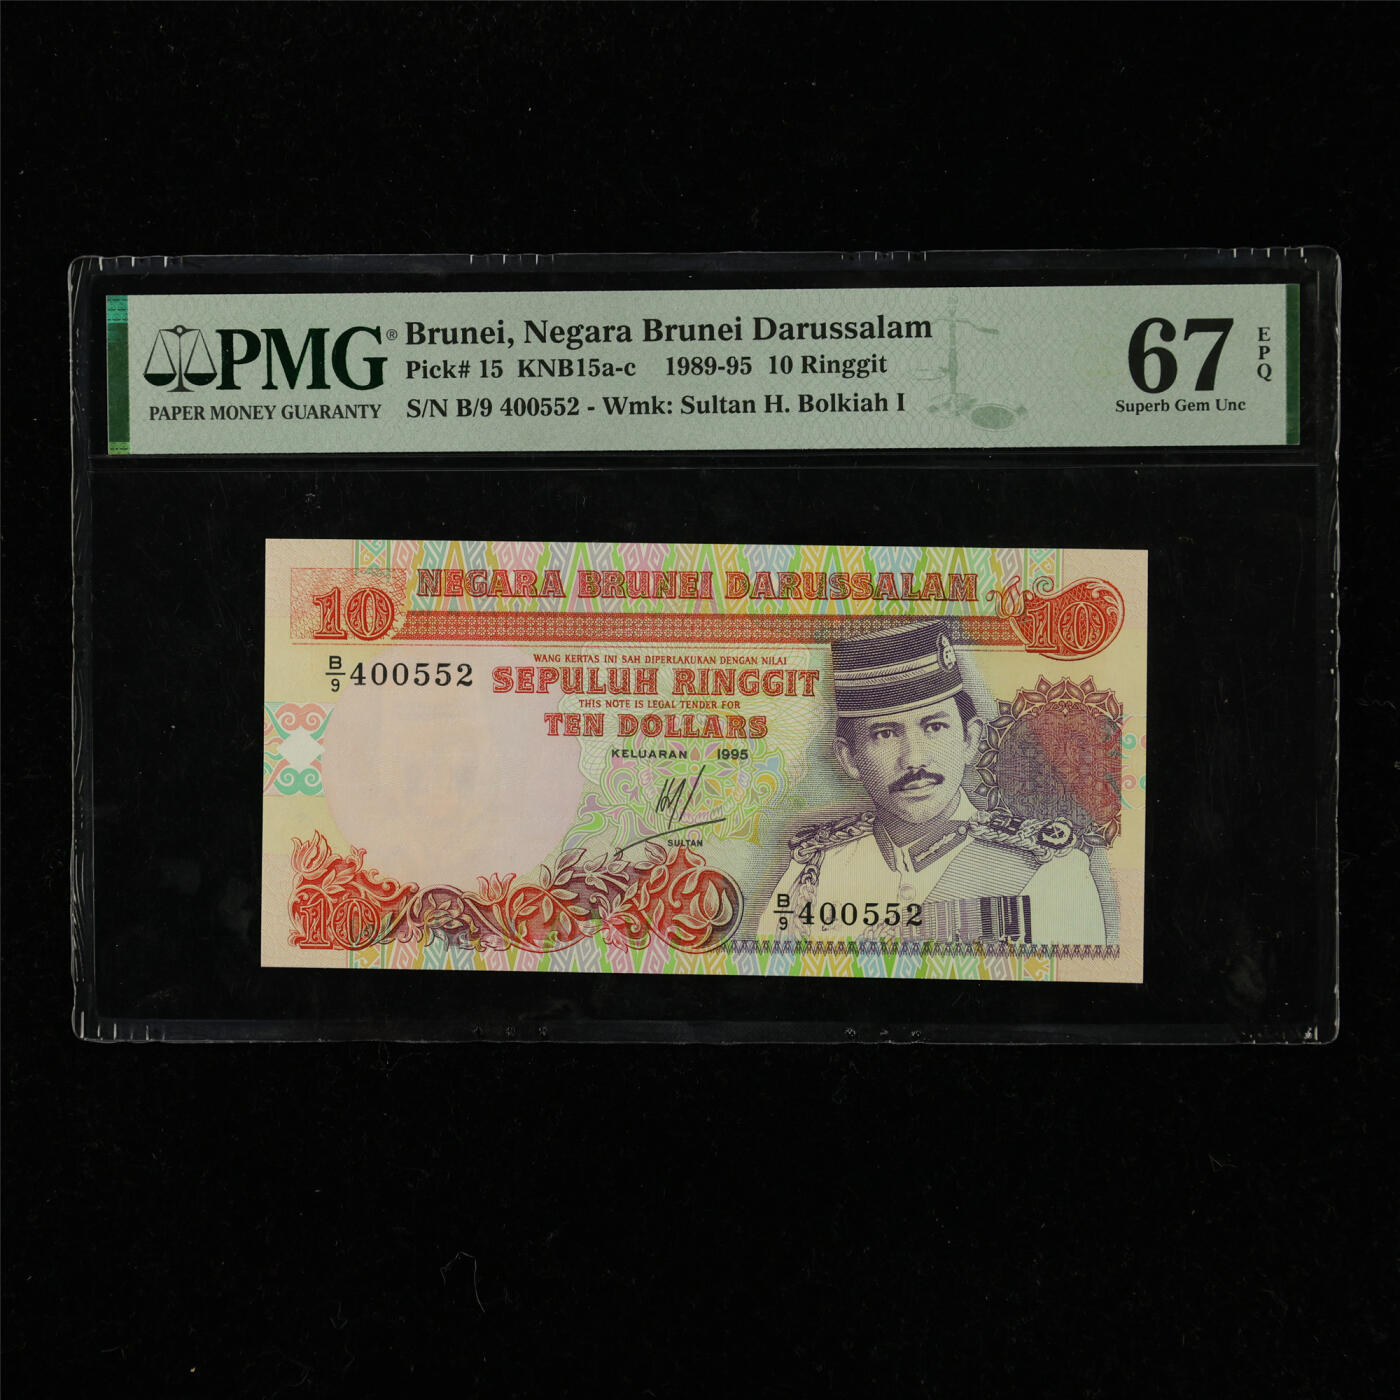 PMG®
PAPER MONEY GUARANTY
Brunei, Negara Brunei Darussalam
Pick# 15 KNB15a-c 1989-95 10 Ringgit
S/N B/9 400552 - Wmk: Sultan H. Bolkiah I
67
EPQ
Superb Gem Unc
10 NEGARA BRUNEI DARUSSALAM 10
B/9 400552
WANG KERTAS INI SAH DIPERLAKUKAN DENGAN NILAI
SEPULUH RINGGIT
THIS NOTE IS LEGAL TENDER FOR
TEN DOLLARS
KELUARAN 1995
SULTAN
10
B/9 400552